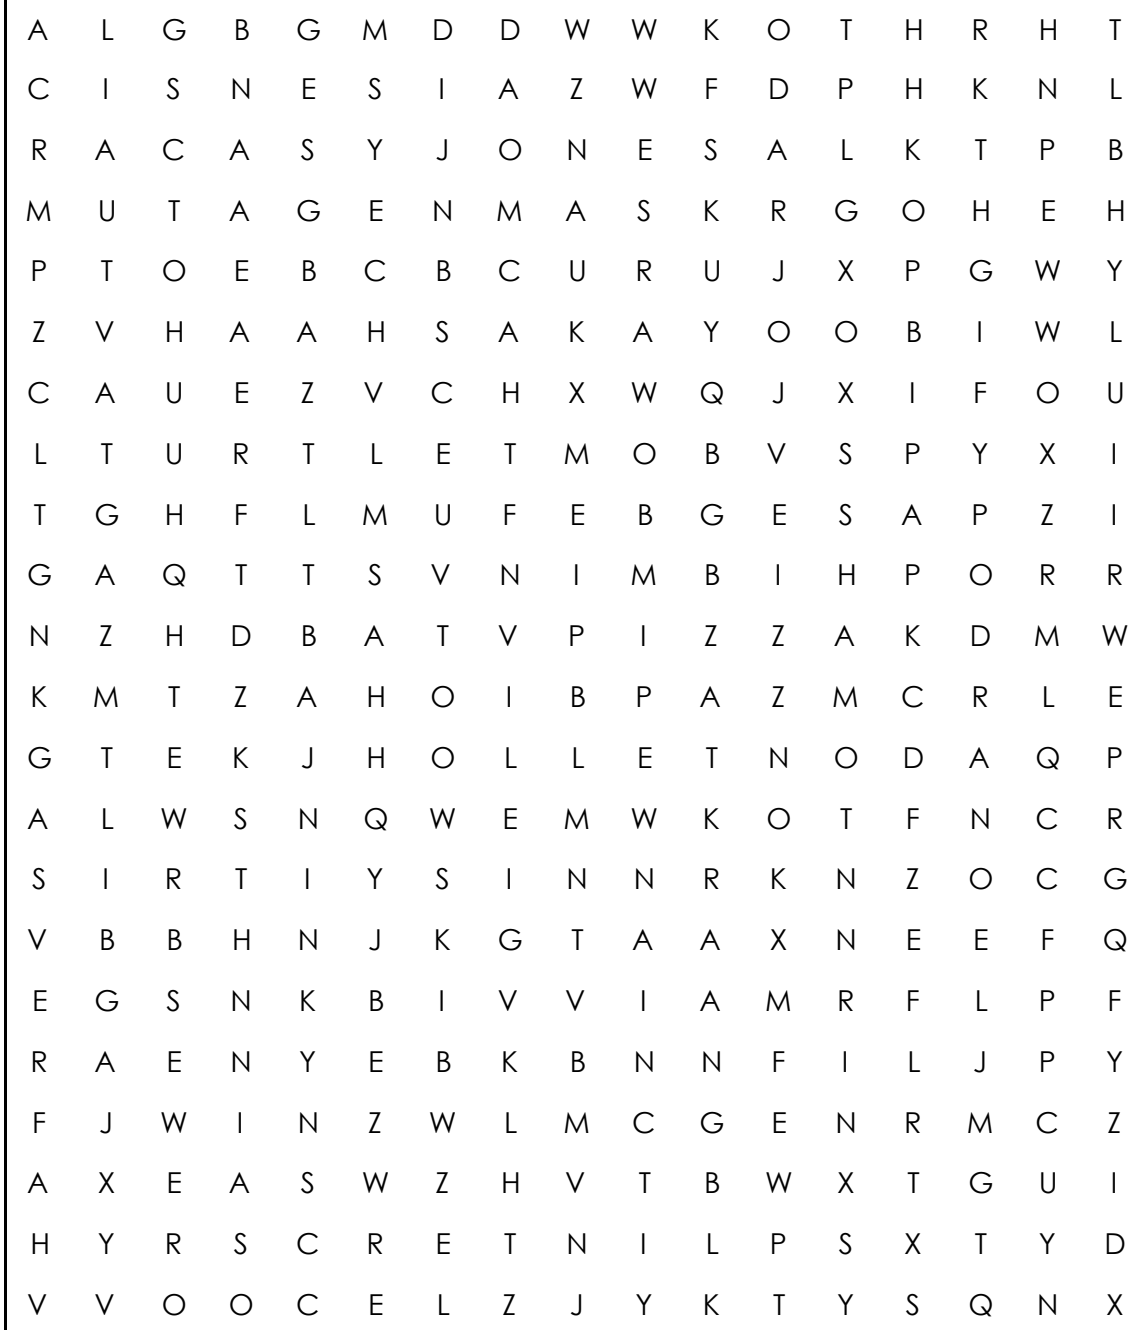 A L G B G M D D W W K O T H R H T
C I S N E S I A Z W F D P H K N L
R A C A S Y J O N E S A L K T P B
M U T A G E N M A S K R G O H E H
P T O E B C B C U R U J X P G W Y
Z V H A A H S A K A Y O O B I W L
C A U E Z V C H X W Q J X I F O U
L T U R T L E T M O B V S P Y X I
T G H F L M U F E B G E S A P Z I
G A Q T T S V N I M B I H P O R R
N Z H D B A T V P I Z Z A K D M W
K M T Z A H O I B P A Z M C R L E
G T E K J H O L L E T N O D A Q P
A L W S N Q W E M W K O T F N C R
S I R T I Y S I N N R K N Z O C G
V B B H N J K G T A A X N E E F Q
E G S N K B I V V I A M R F L P F
R A E N Y E B K B N N F I L J P Y
F J W I N Z W L M C G E N R M C Z
A X E A S W Z H V T B W X T G U I
H Y R S C R E T N I L P S X T Y D
V V O O C E L Z J Y K T Y S Q N X